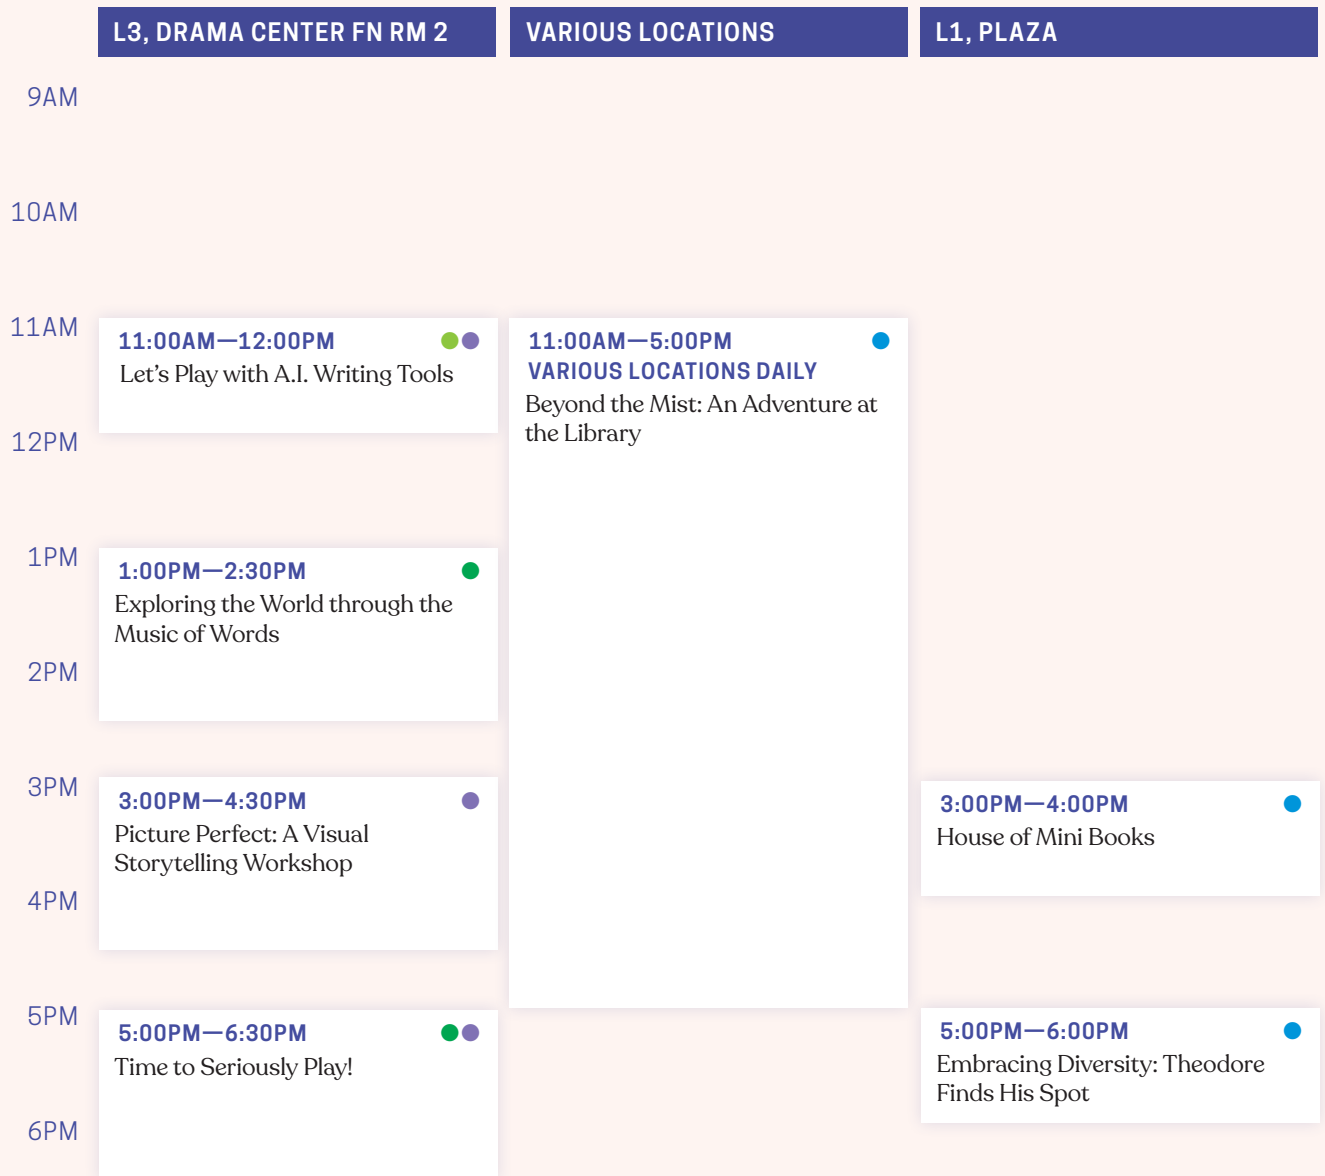 L3, DRAMA CENTER FN RM 2
VARIOUS LOCATIONS
L1, PLAZA
9AM
10AM
11AM
12PM
1PM
2PM
3PM
4PM
5PM
6PM
11:00AM—12:00PM
Let’s Play with A.I. Writing Tools
1:00PM—2:30PM
Exploring the World through the
Music of Words
3:00PM—4:30PM
Picture Perfect: A Visual
Storytelling Workshop
5:00PM—6:30PM
Time to Seriously Play!
11:00AM—5:00PM
VARIOUS LOCATIONS DAILY
Beyond the Mist: An Adventure at
the Library
3:00PM—4:00PM
House of Mini Books
5:00PM—6:00PM
Embracing Diversity: Theodore
Finds His Spot